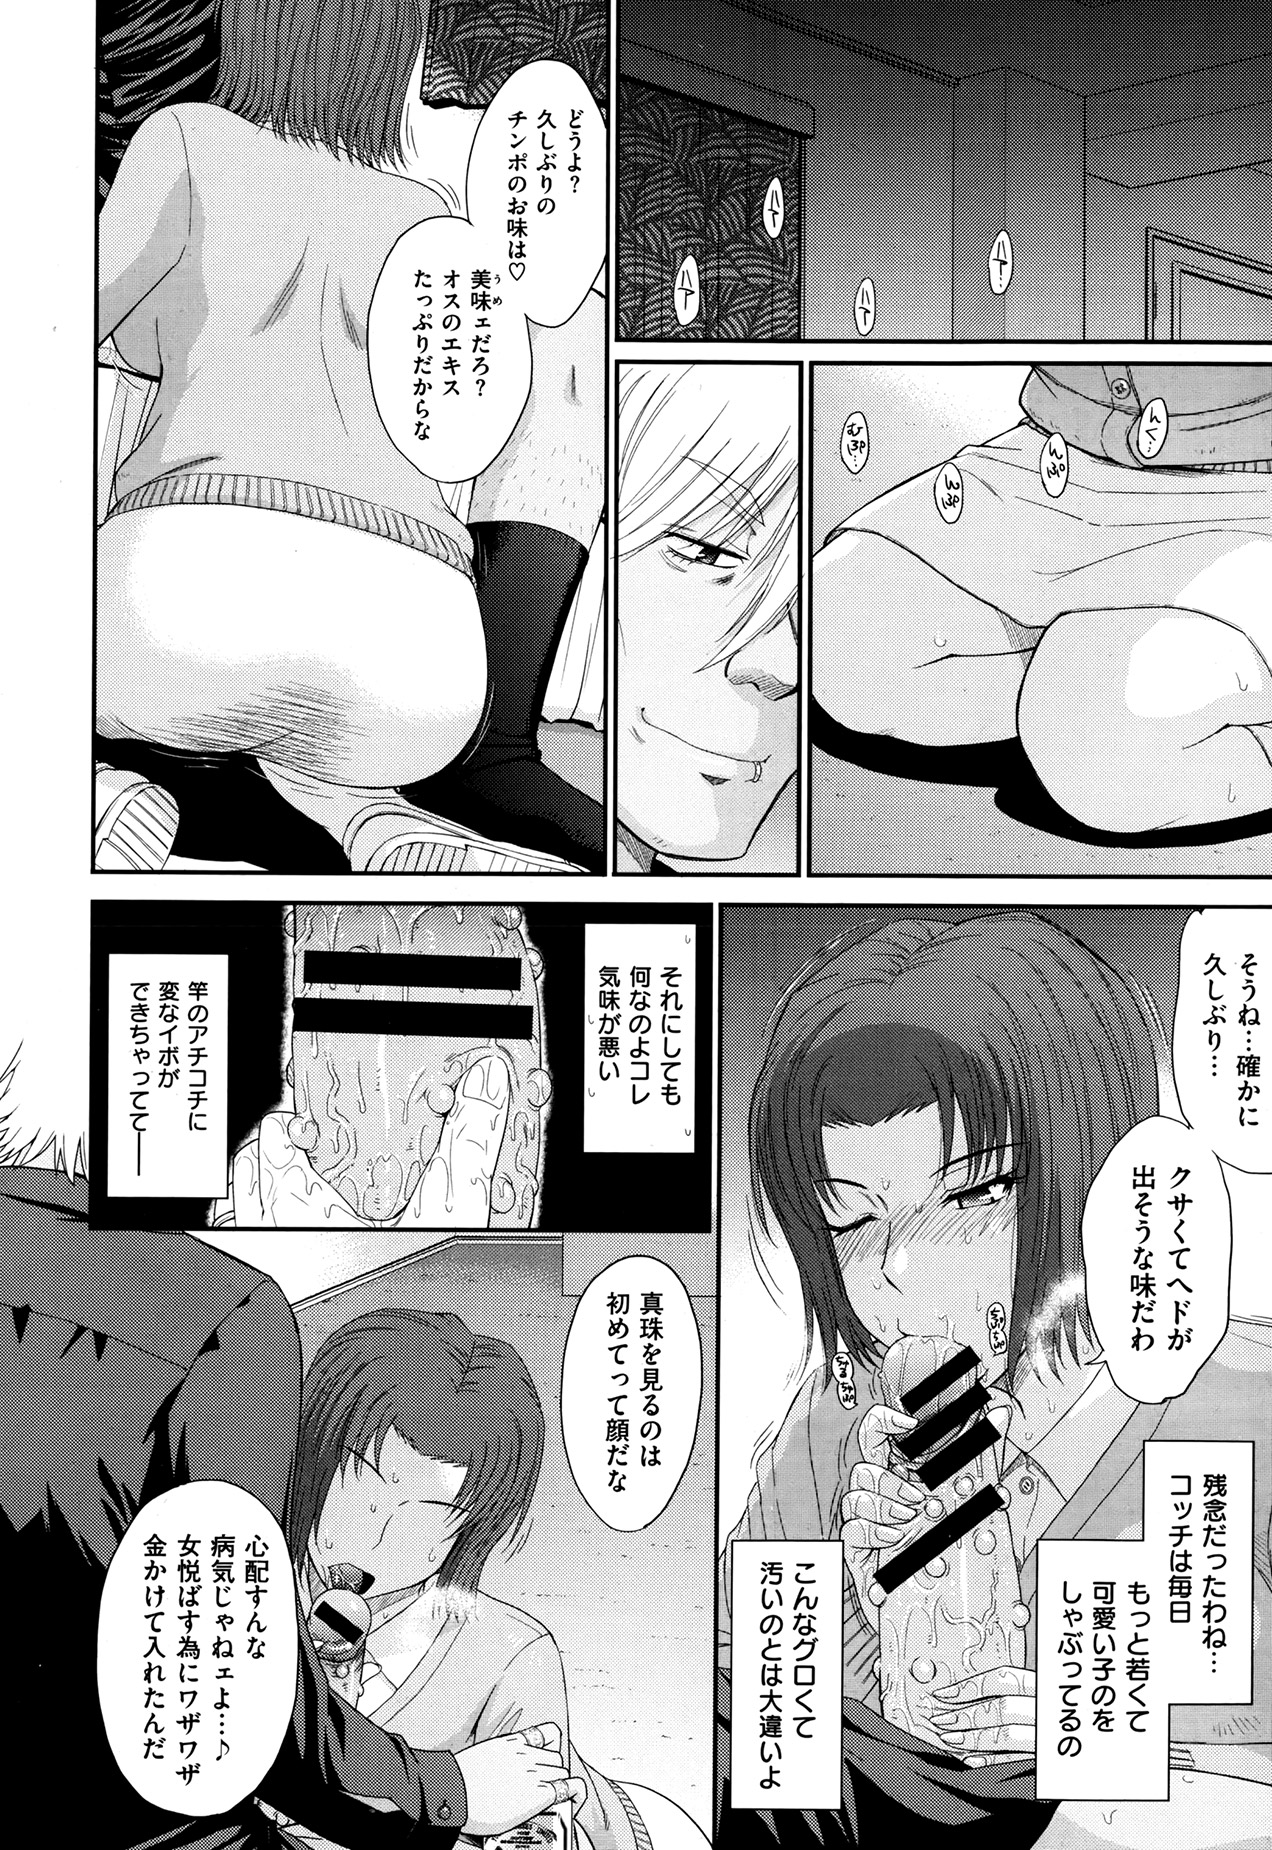 ハァ
ハァ…
ハァ
ハァ
んく…
んぷ
んぷ
むぷ…
どうよ?
久しぶりの
チンポのお味は♡
美味ェだろ?
うめ
オスのエキス
たっぷりだからな
そうね…確かに
久しぶり…
クサくてヘドが
出そうな味だわ
残念だったわね…
コッチは毎日
もっと若くて
可愛い子のを
しゃぶってるの
こんなグロくて
汚いのとは大違いよ
それにしても
何なのよコレ
気味が悪い
竿のアチコチに
変なイボが
できちゃってて――
真珠を見るのは
初めてって顔だな
心配すんな
病気じゃねェよ…♪
女悦ばす為にワザワザ
金かけて入れたんだ